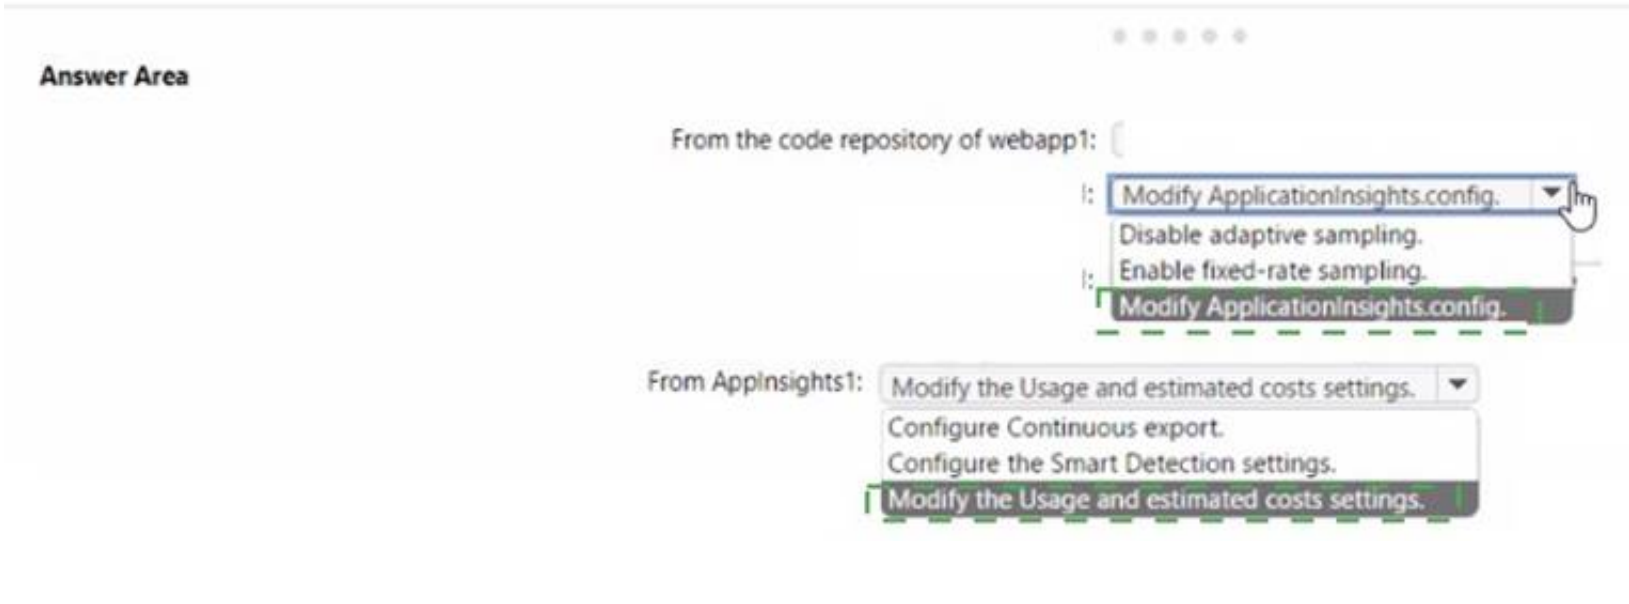 Answer Area
From the code repository of webapp1:
Modify ApplicationInsights.config.
Disable adaptive sampling.
Enable fixed-rate sampling.
Modify ApplicationInsights.config.
From AppInsights1: Modify the Usage and estimated costs settings.
Configure Continuous export.
Configure the Smart Detection settings.
Modify the Usage and estimated costs settings.